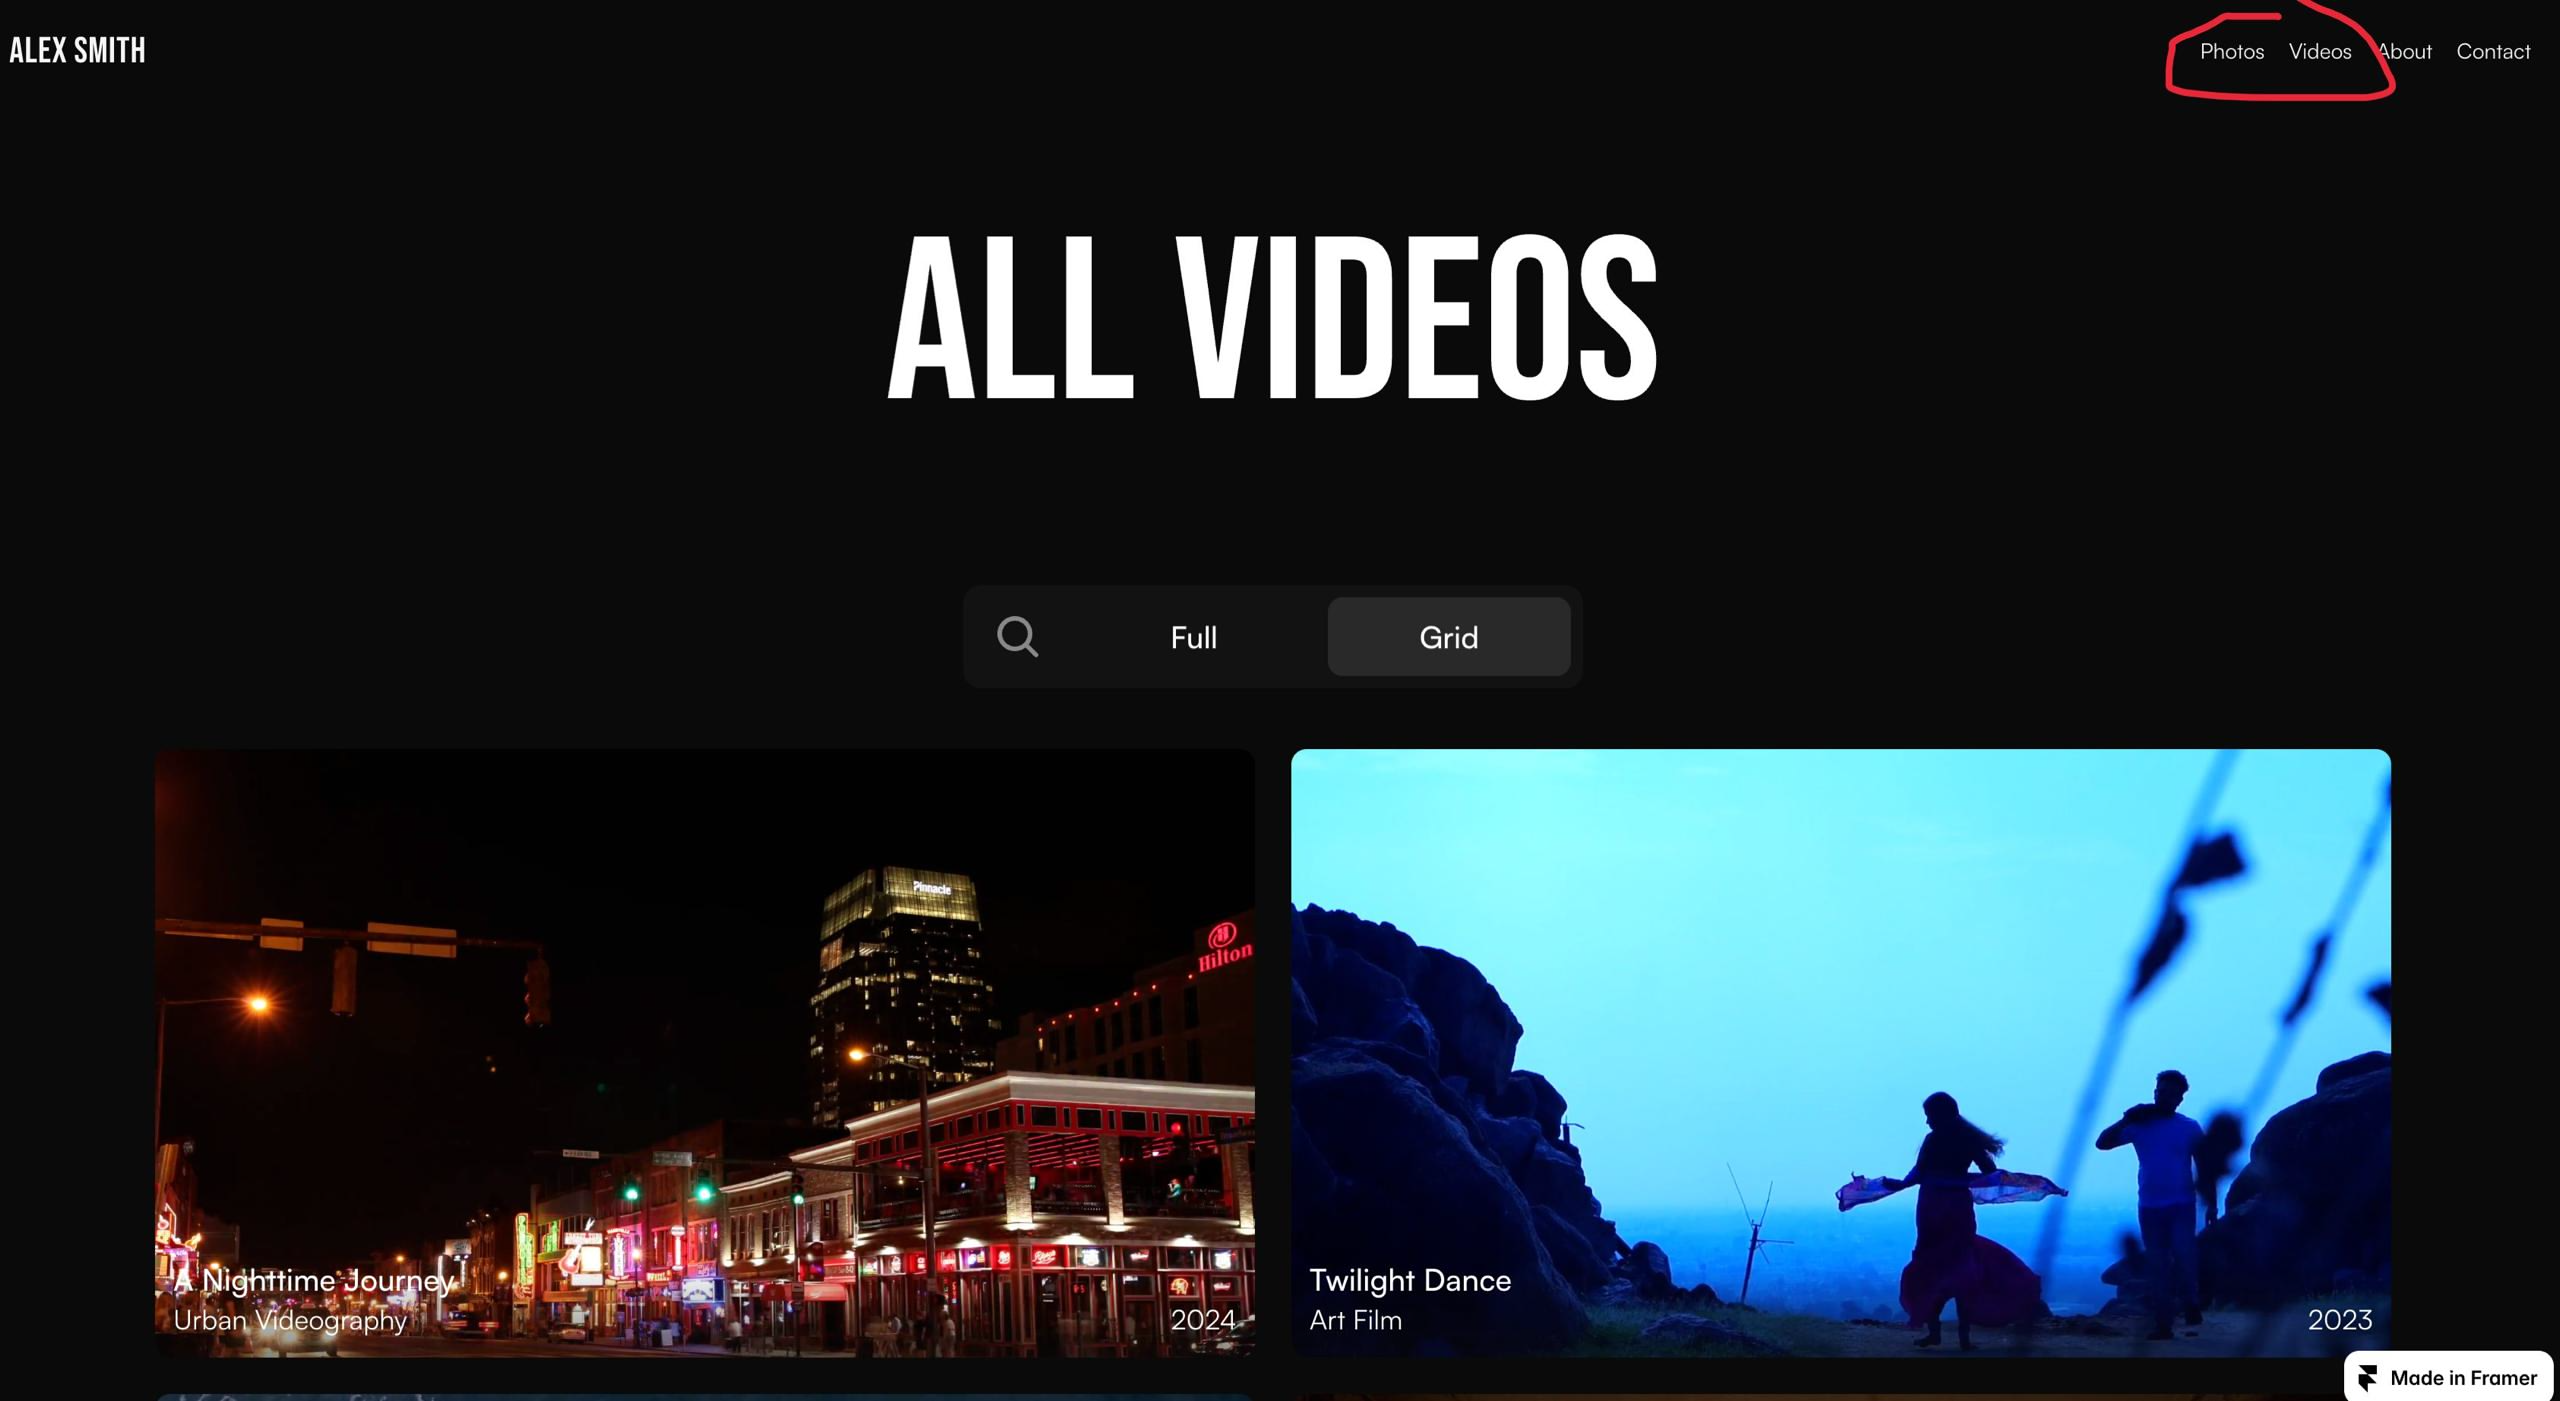 ALEX SMITH
Photos Videos About Contact
ALL VIDEOS
Full Grid
Pinnacle
Hilton
A Nighttime Journey
Urban Videography
2024
Twilight Dance
Art Film
2023
Made in Framer